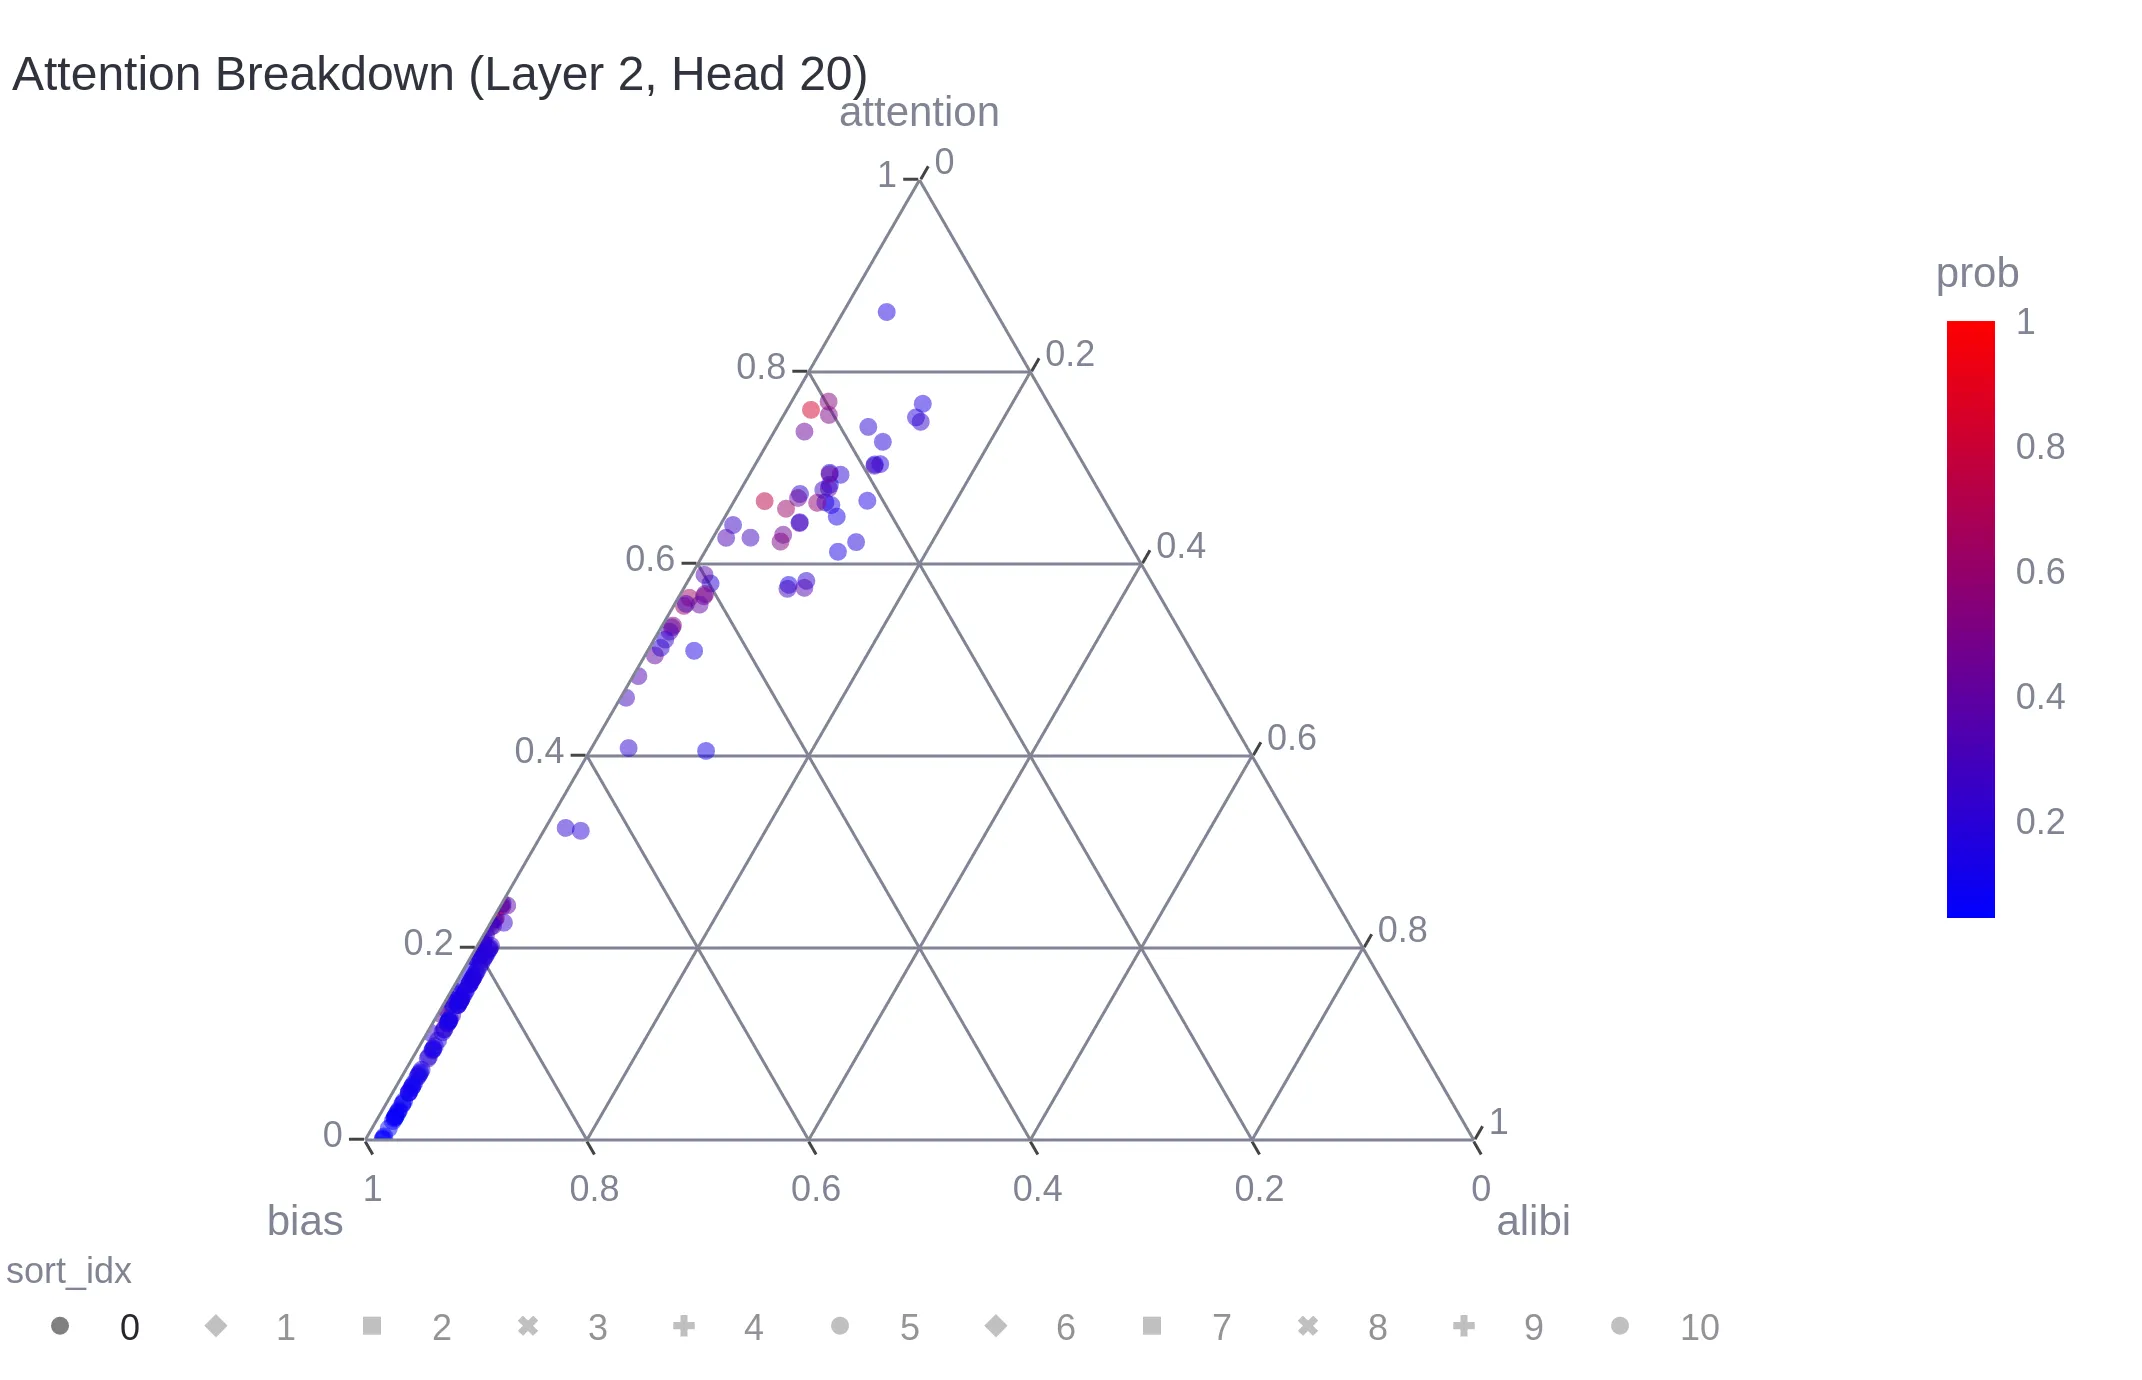 Attention Breakdown (Layer 2, Head 20)
attention
1 0
prob
1
0.8 0.2
0.8
0.6 0.4
0.6
0.4 0.6
0.4
0.2
0.2 0.8
0 1
1 0.8 0.6 0.4 0.2 0
bias alibi
sort_idx
0 1 2 3 4 5 6 7 8 9 10